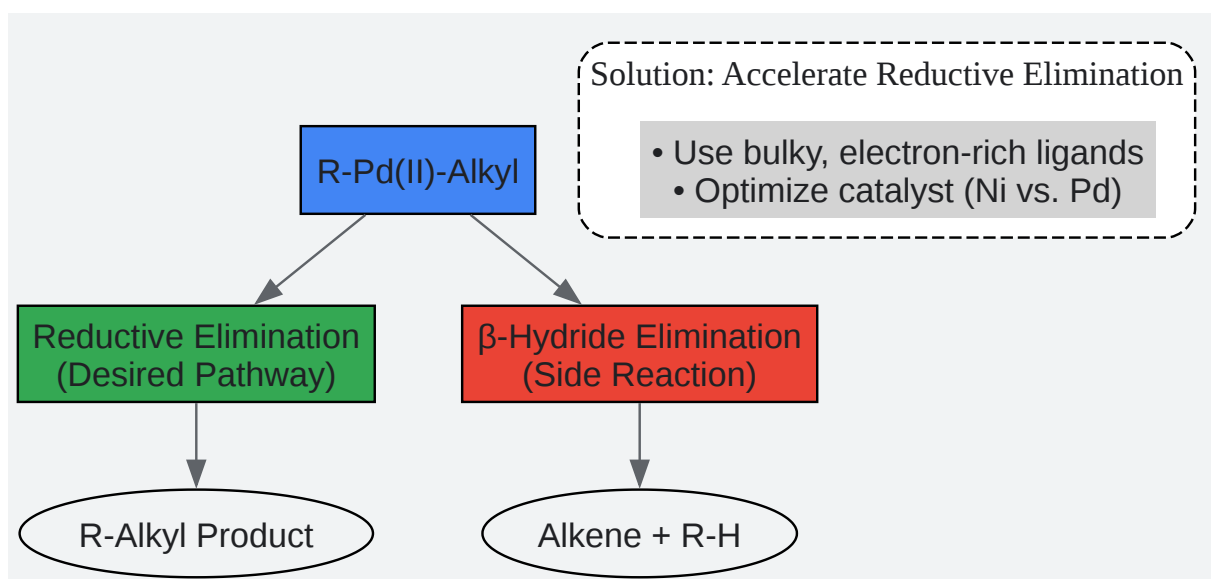 Solution: Accelerate Reductive Elimination
• Use bulky, electron-rich ligands
• Optimize catalyst (Ni vs. Pd)
R-Pd(II)-Alkyl
Reductive Elimination
(Desired Pathway)
β-Hydride Elimination
(Side Reaction)
R-Alkyl Product
Alkene + R-H